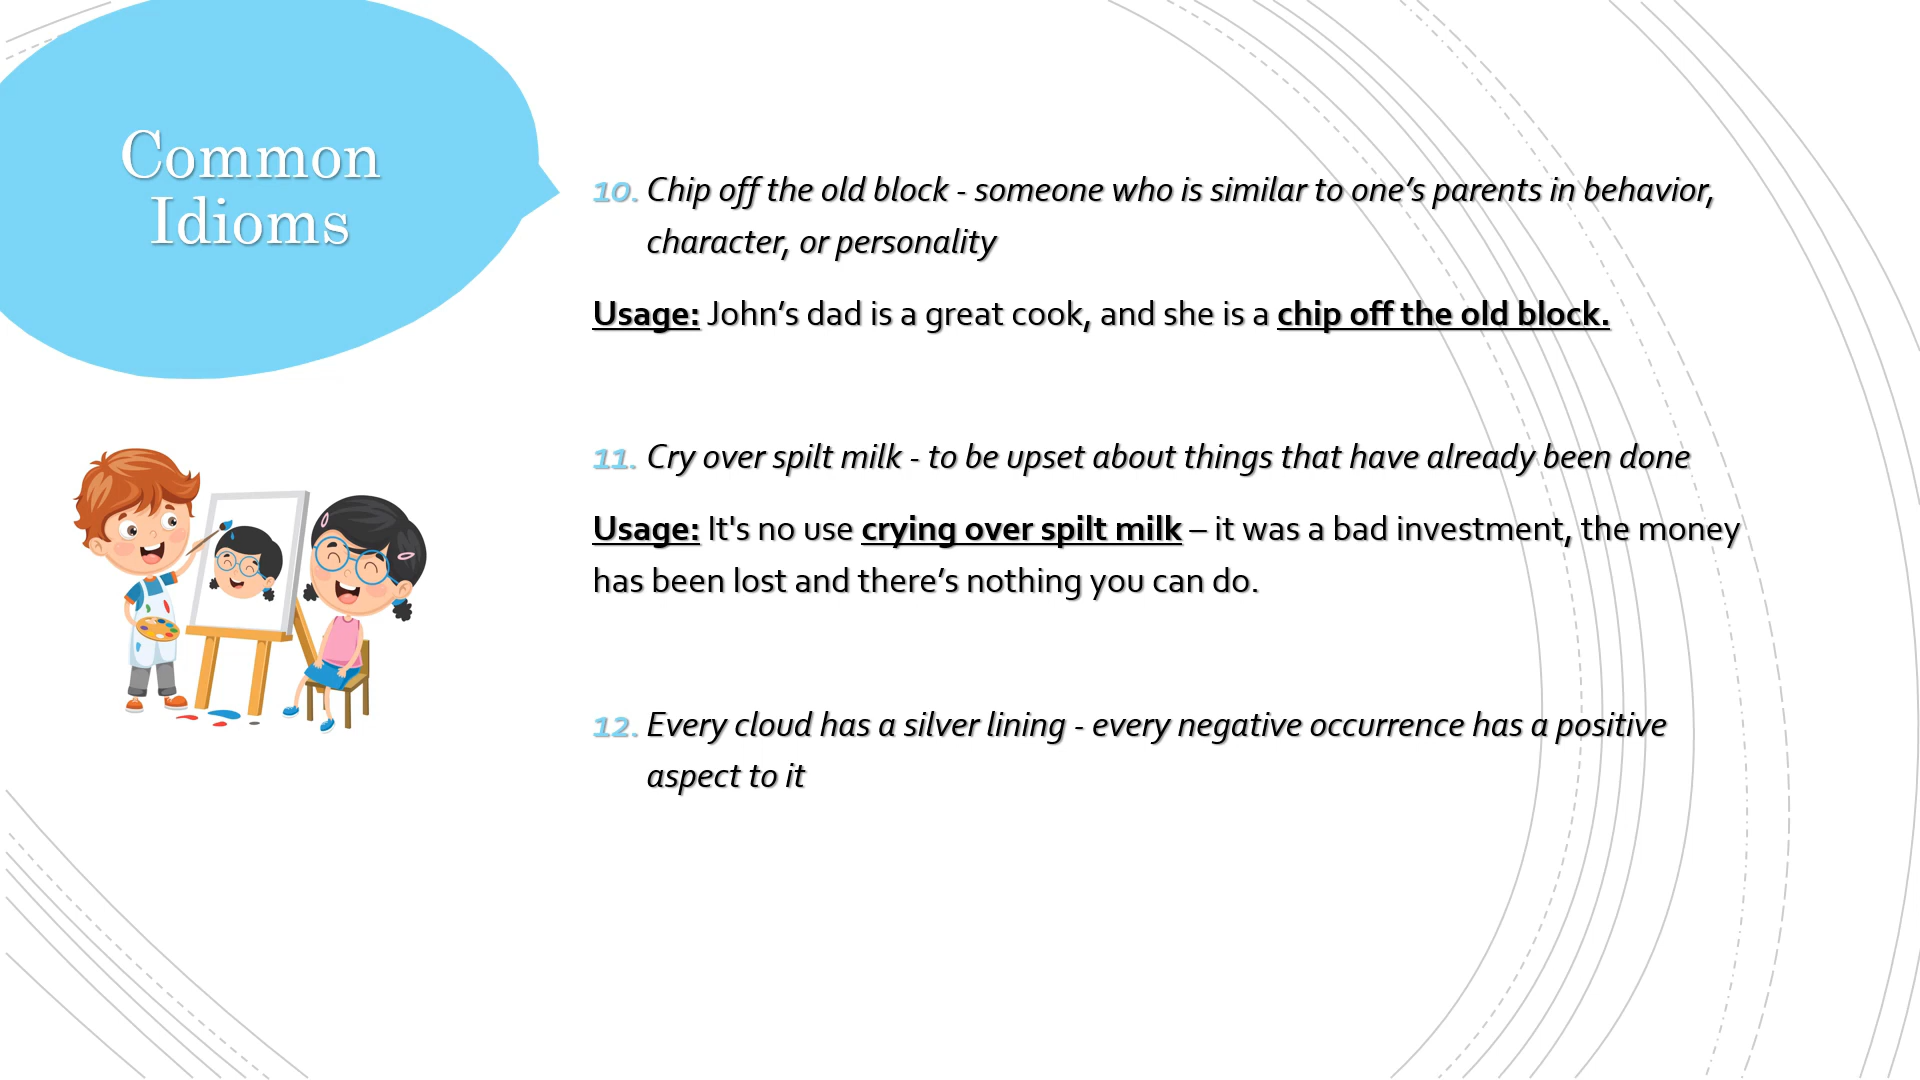 Common
Idioms
10. Chip off the old block - someone who is similar to one’s parents in behavior,
character, or personality
Usage: John’s dad is a great cook, and she is a chip off the old block.
11. Cry over spilt milk - to be upset about things that have already been done
Usage: It's no use crying over spilt milk – it was a bad investment, the money
has been lost and there’s nothing you can do.
12. Every cloud has a silver lining - every negative occurrence has a positive
aspect to it